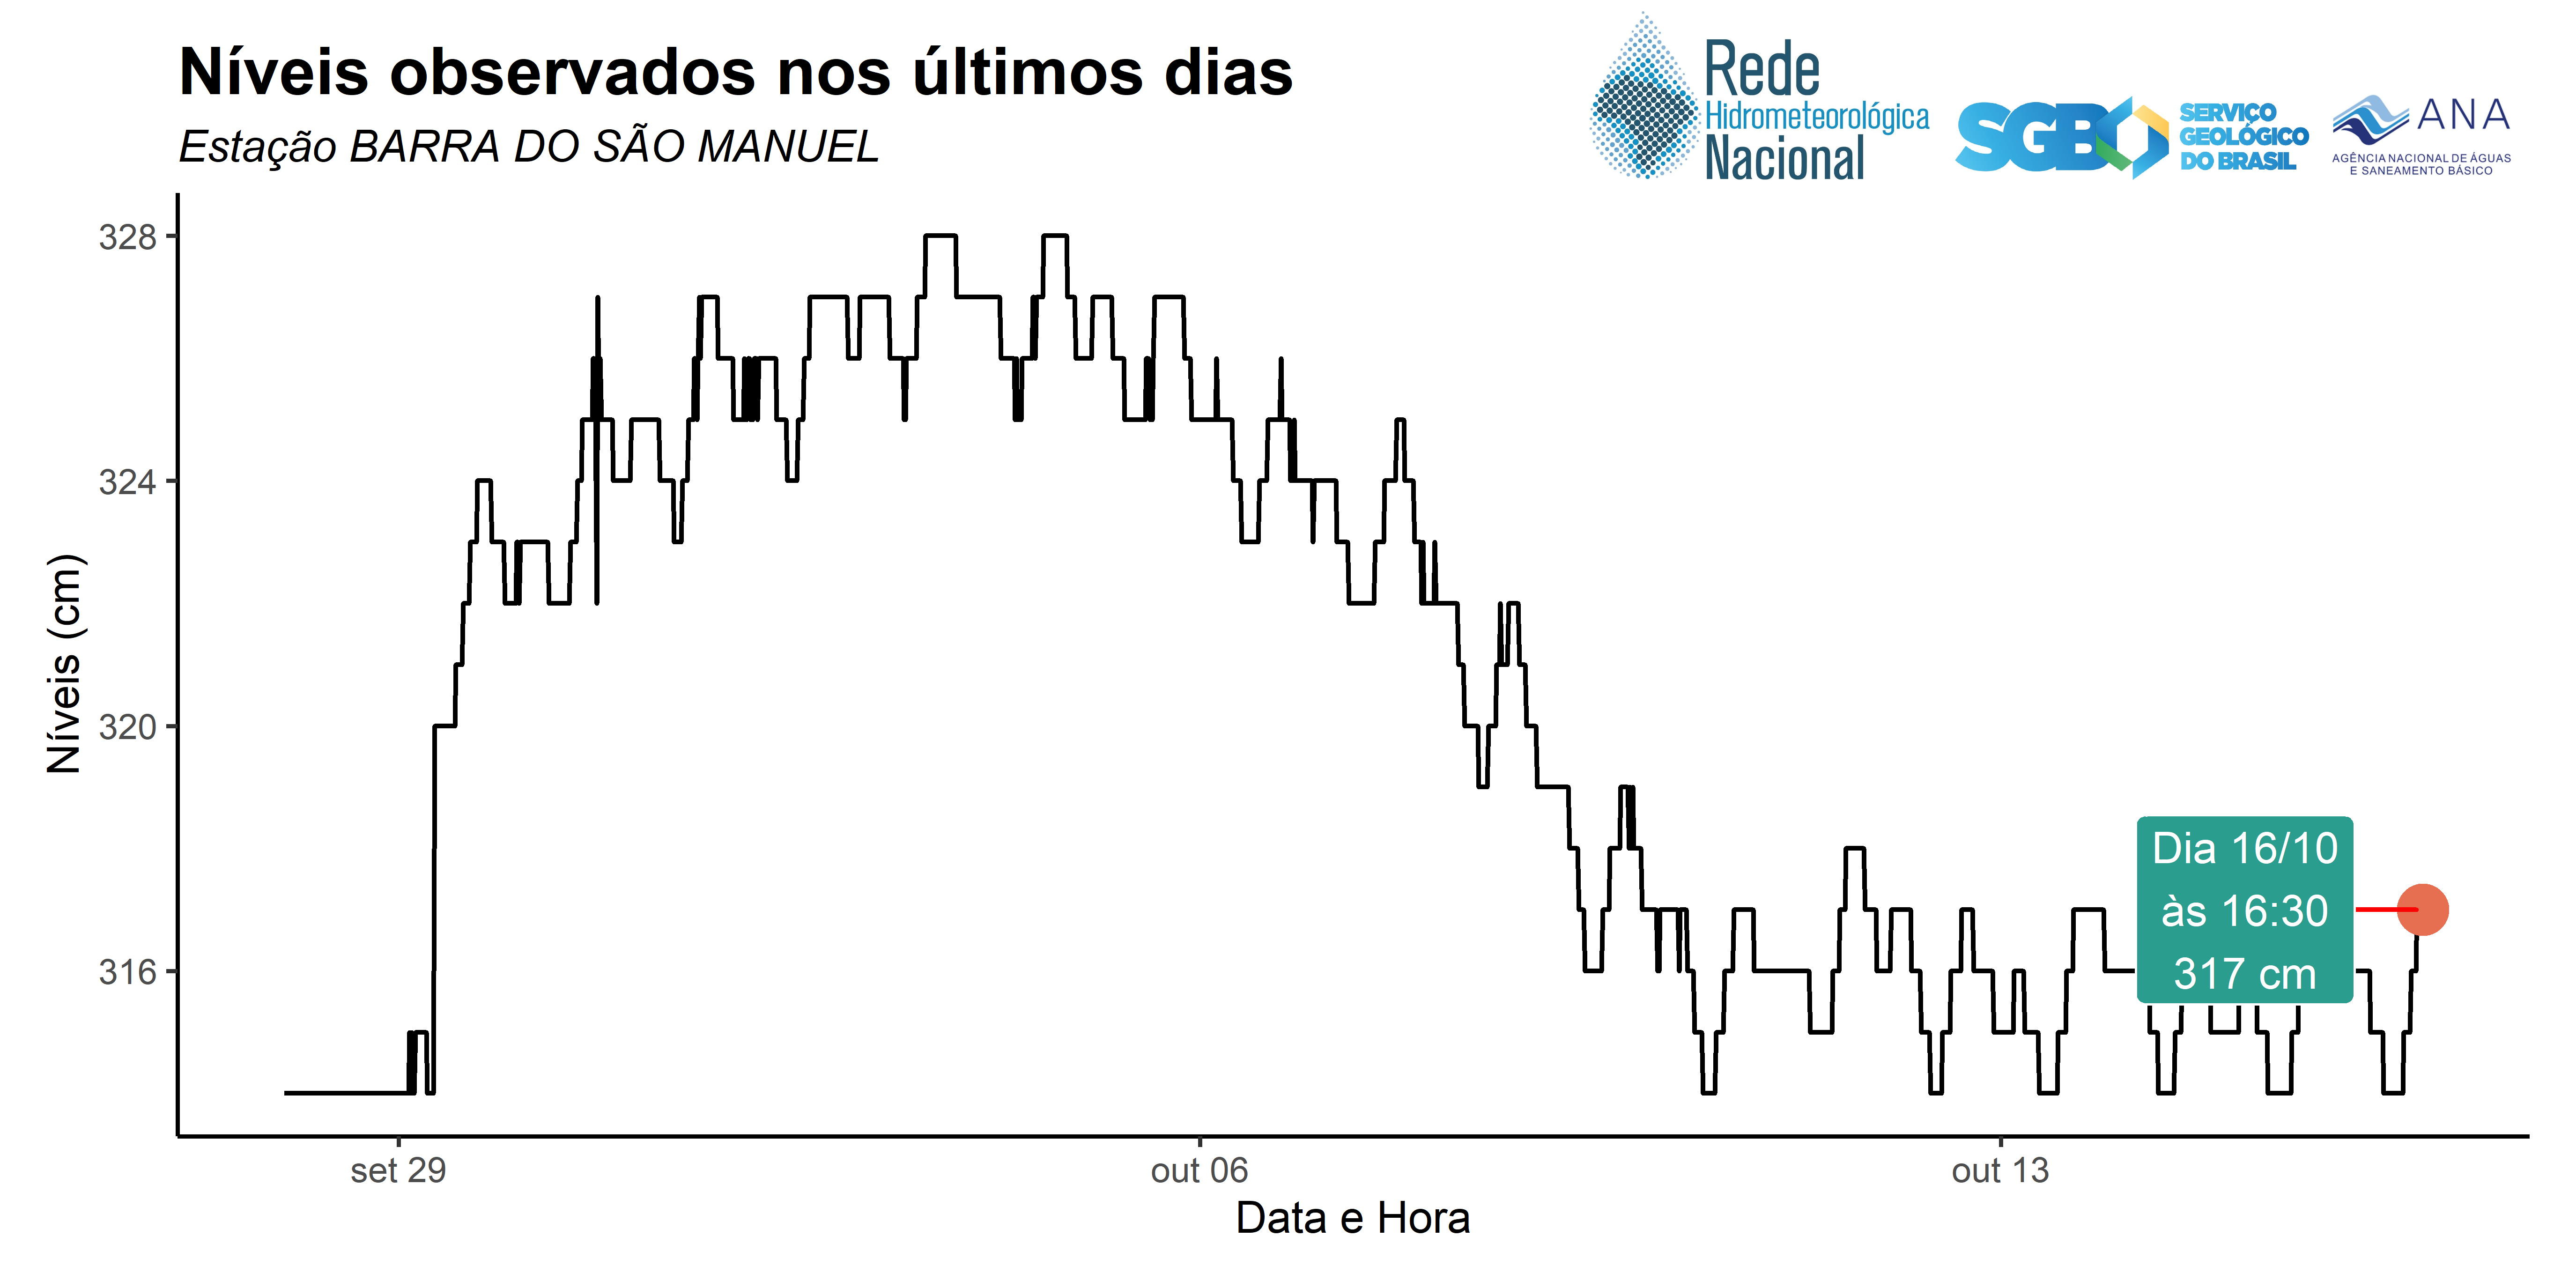 Níveis observados nos últimos dias
Estação BARRA DO SÃO MANUEL
Rede
Hidrometeorológica
Nacional
SGB
SERVIÇO
GEOLÓGICO
DO BRASIL
ANA
AGÊNCIA NACIONAL DE ÁGUAS
E SANEAMENTO BÁSICO
Níveis (cm)
328
324
320
316
Dia 16/10
às 16:30
317 cm
set 29
out 06
out 13
Data e Hora